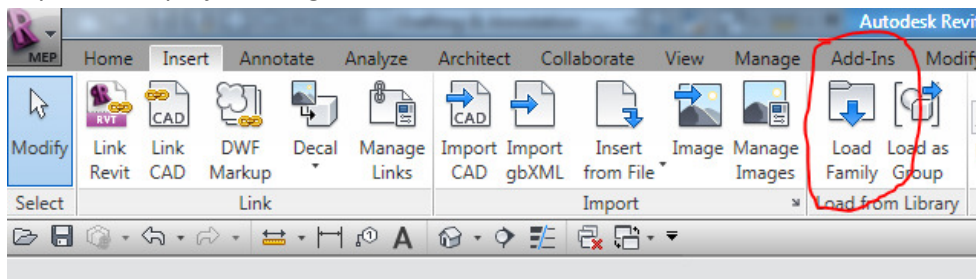 Autodesk Revi
MEP Home Insert Annotate Analyze Architect Collaborate View Manage Add-Ins Modify
RVT CAD CAD
Modify Link Link DWF Decal Manage Import Import Insert Image Manage Load Load as
Revit CAD Markup Links CAD gbXML from File Images Family Group
Select Link Import Load from Library
A